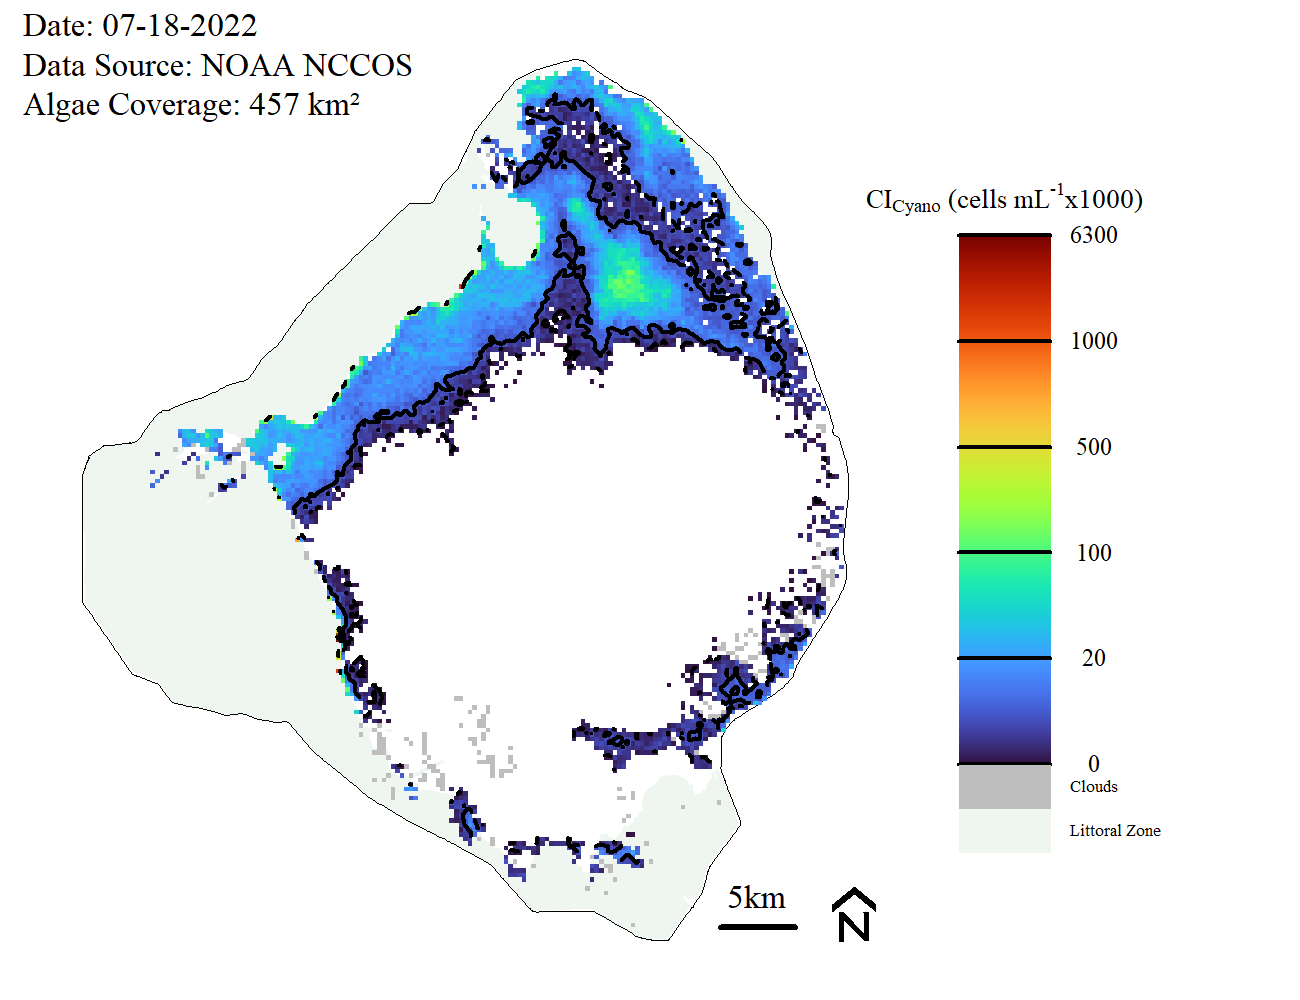 Date: 07-18-2022
Data Source: NOAA NCCOS
Algae Coverage: 457 km²
CICyano (cells mL-1x1000)
6300
1000
500
100
20
0
Clouds
Littoral Zone
5km
N